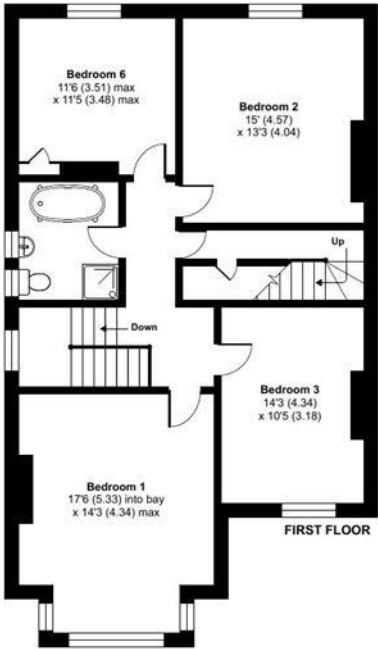 Bedroom 6
11'6 (3.51) max
x 11'5 (3.48) max
Bedroom 2
15' (4.57)
x 13'3 (4.04)
Up
Down
Bedroom 3
14'3 (4.34)
x 10'5 (3.18)
Bedroom 1
17'6 (5.33) into bay
x 14'3 (4.34) max
FIRST FLOOR